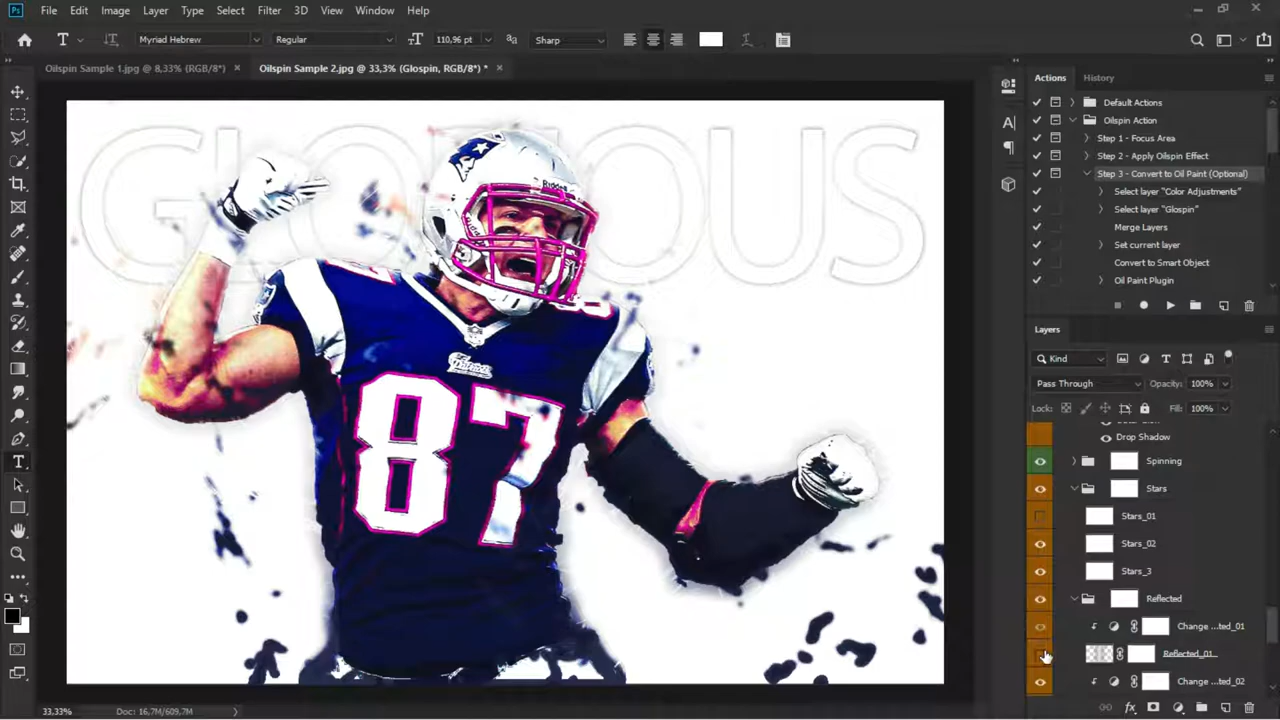 Ps File Edit Image Layer Type Select Filter 3D View Window Help
T Myriad Hebrew Regular 110,96 pt Sharp
Oilspin Sample 1.jpg @ 8,33% (RGB/8*) × Oilspin Sample 2.jpg @ 33,3% (Glospin, RGB/8*) * ×
Actions History
Default Actions
Oilspin Action
Step 1 - Focus Area
Step 2 - Apply Oilspin Effect
Step 3 - Convert to Oil Paint (Optional)
Select layer "Color Adjustments"
Select layer "Glospin"
Merge Layers
Set current layer
Convert to Smart Object
Oil Paint Plugin
Layers
Kind
Pass Through Opacity: 100%
Lock: Fill: 100%
Drop Shadow
Spinning
Stars
Stars_01
Stars_02
Stars_3
Reflected
Change ...ted_01
Reflected_01
Change ...ted_02
GLORIOUS
Riddell
Patriots
87
33,33% Doc: 16,7M/609,7M